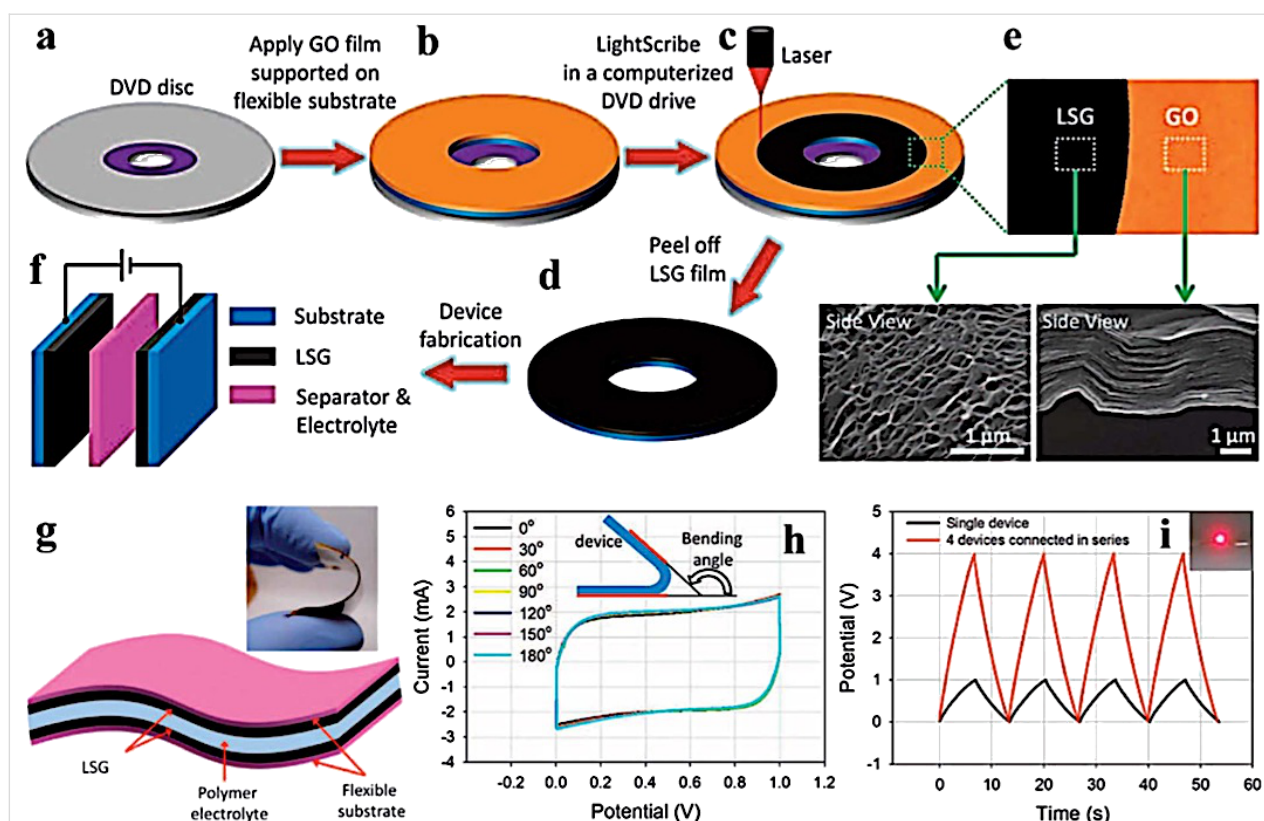 a
DVD disc
Apply GO film
supported on
flexible substrate
b
LightScribe
in a computerized
DVD drive
c
Laser
e
LSG
GO
Peel off
LSG film
d
Device
fabrication
f
Substrate
LSG
Separator &
Electrolyte
Side View
1 μm
Side View
1 μm
g
LSG
Polymer
electrolyte
Flexible
substrate
h
Current (mA)
6
5
4
3
2
1
0
-1
-2
-3
-4
0°
30°
60°
90°
120°
150°
180°
device
Bending
angle
-0.2 0.0 0.2 0.4 0.6 0.8 1.0 1.2
Potential (V)
i
Single device
4 devices connected in series
Potential (V)
5
4
3
2
1
0
-1
0 10 20 30 40 50 60
Time (s)